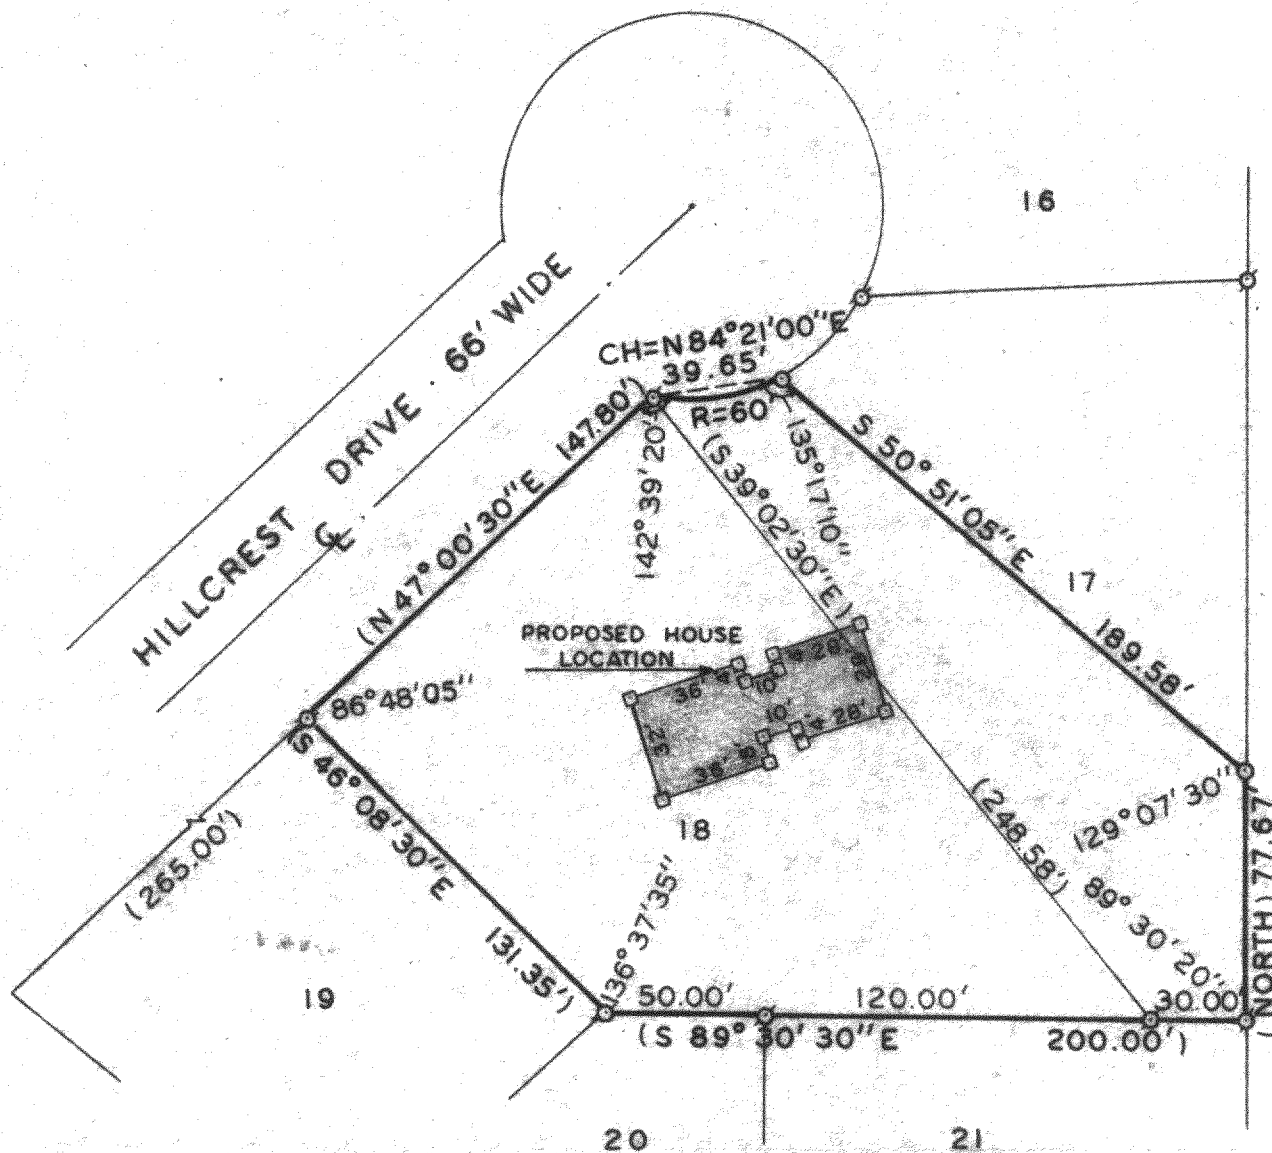 16
HILLCREST DRIVE . 66' WIDE
CH=N 84°21'00"E
39.65'
R=60'
(N 47°00'30"E 147.80')
142°39'20"
(S 39°02'30"E)
135°17'10"
S 50°51'05"E
189.58'
17
PROPOSED HOUSE
LOCATION
36'
4'
10'
28'
32'
10'
4'
28'
86°48'05"
(S 46°08'30"E
131.35')
18
(248.58')
129°07'30"
89°30'20"
(NORTH) 77.67'
(265.00')
136°37'35"
19
50.00'
120.00'
30.00'
(S 89°30'30"E
200.00')
20
21